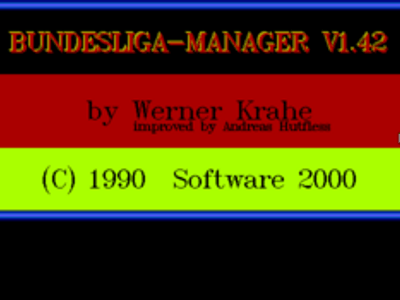 BUNDESLIGA-MANAGER V1.42
by Werner Krahe
improved by Andreas Hutfless
(C) 1990 Software 2000